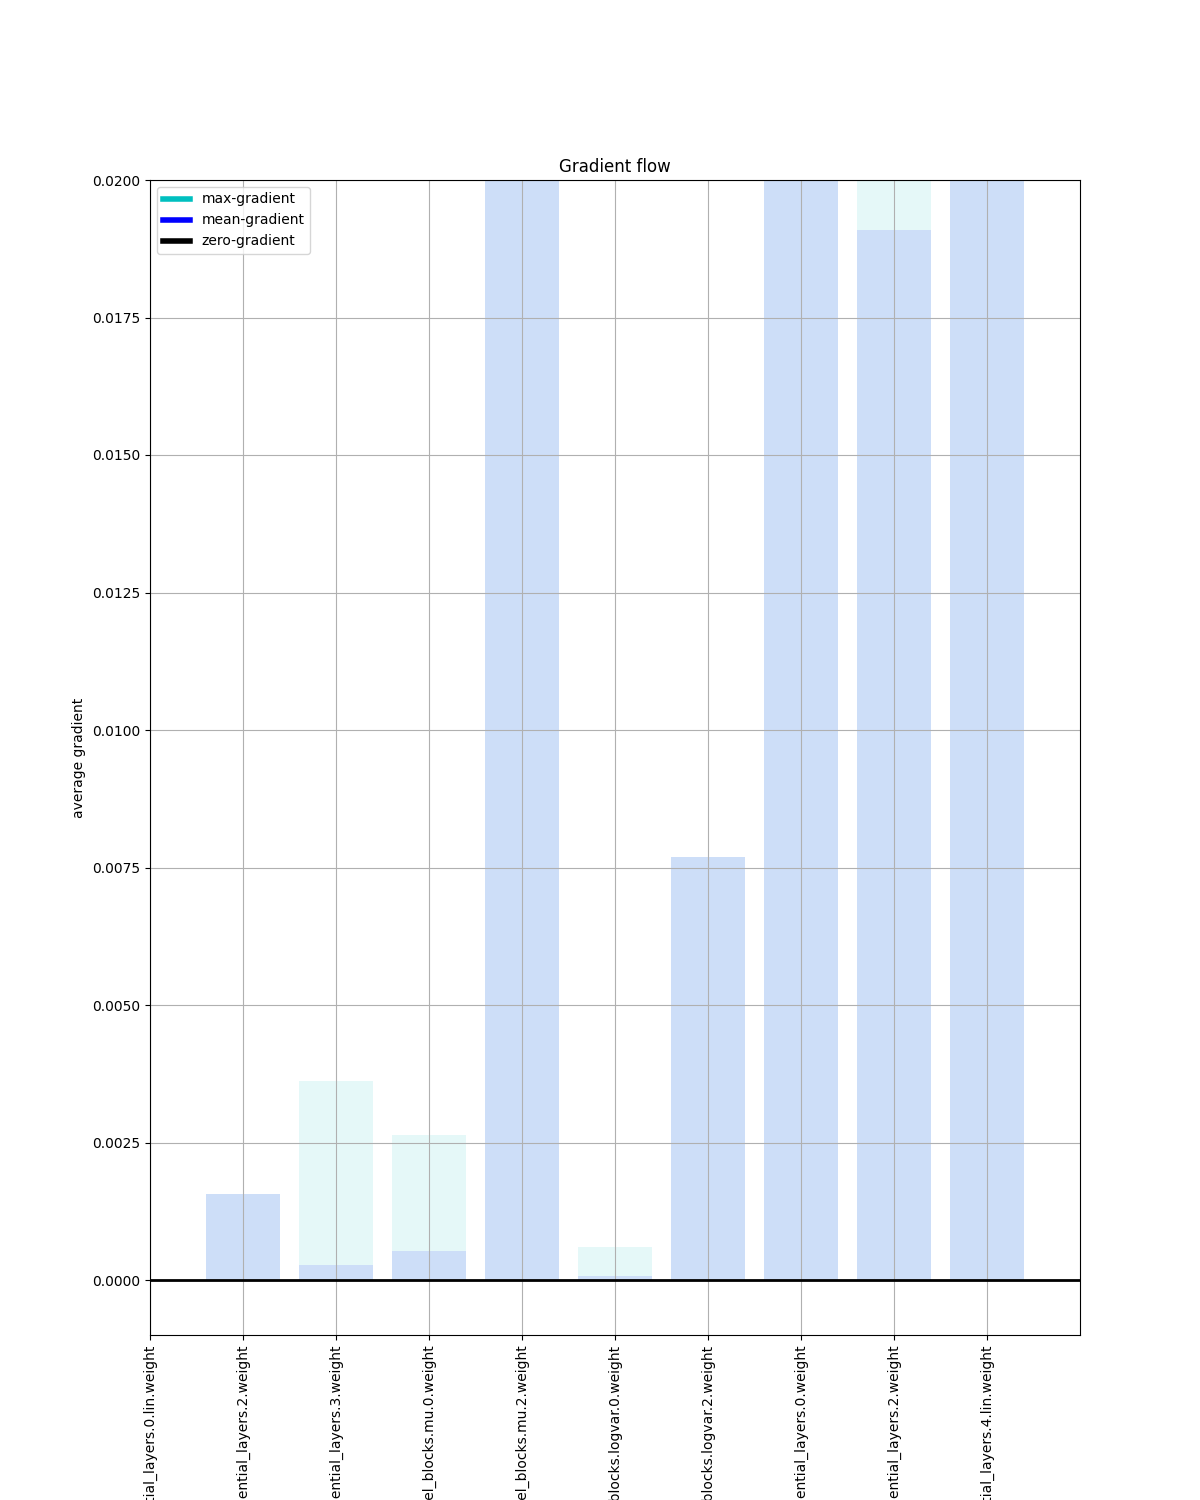 Gradient flow
max-gradient
mean-gradient
zero-gradient
0.0200
0.0175
0.0150
0.0125
0.0100
0.0075
0.0050
0.0025
0.0000
average gradient
tial_layers.0.lin.weight
ential_layers.2.weight
ential_layers.3.weight
el_blocks.mu.0.weight
el_blocks.mu.2.weight
blocks.logvar.0.weight
blocks.logvar.2.weight
ential_layers.0.weight
ential_layers.2.weight
tial_layers.4.lin.weight